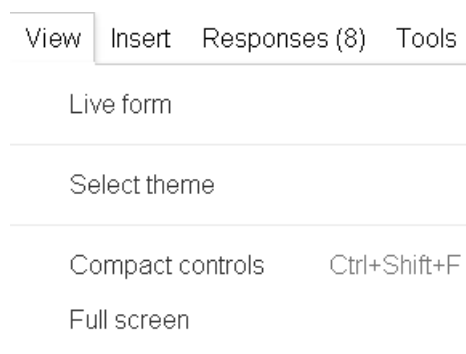 View Insert Responses (8) Tools
Live form
Select theme
Compact controls Ctrl+Shift+F
Full screen